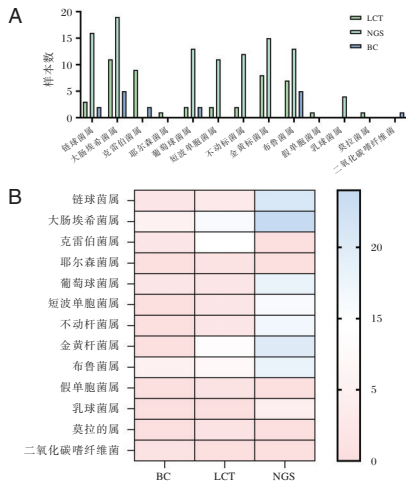 A
样本数
20
15
10
5
0
LCT
NGS
BC
链球菌属
大肠埃希菌属
克雷伯菌属
耶尔森菌属
葡萄球菌属
短波单胞菌属
不动标菌属
金黄标菌属
布鲁菌属
假单胞菌属
乳球菌属
莫拉菌属
二氧化碳嗜纤维菌
B
链球菌属
大肠埃希菌属
克雷伯菌属
耶尔森菌属
葡萄球菌属
短波单胞菌属
不动杆菌属
金黄杆菌属
布鲁菌属
假单胞菌属
乳球菌属
莫拉的属
二氧化碳嗜纤维菌
BC LCT NGS
20
15
5
0